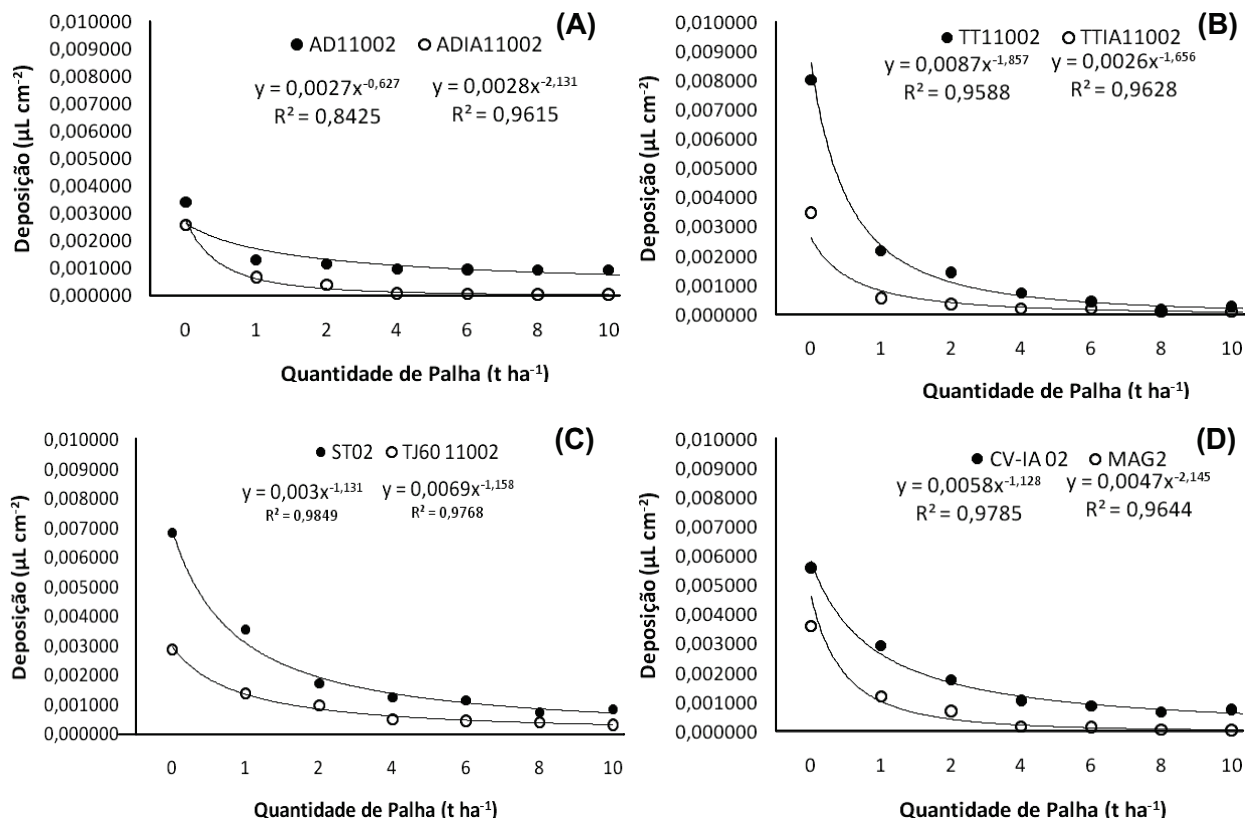 (A)
● AD11002 ○ ADIA11002
y = 0,0027x⁻⁰,⁶²⁷ y = 0,0028x⁻²,¹³¹
R² = 0,8425 R² = 0,9615
Deposição (µL cm⁻²)
0,010000
0,009000
0,008000
0,007000
0,006000
0,005000
0,004000
0,003000
0,002000
0,001000
0,000000
0 1 2 4 6 8 10
Quantidade de Palha (t ha⁻¹)
(B)
● TT11002 ○ TTIA11002
y = 0,0087x⁻¹,⁸⁵⁷ y = 0,0026x⁻¹,⁶⁵⁶
R² = 0,9588 R² = 0,9628
Deposição (µL cm⁻²)
0,010000
0,009000
0,008000
0,007000
0,006000
0,005000
0,004000
0,003000
0,002000
0,001000
0,000000
0 1 2 4 6 8 10
Quantidade de Palha (t ha⁻¹)
(C)
● ST02 ○ TJ60 11002
y = 0,003x⁻¹,¹³¹ y = 0,0069x⁻¹,¹⁵⁸
R² = 0,9849 R² = 0,9768
Deposição (µL cm⁻²)
0,010000
0,009000
0,008000
0,007000
0,006000
0,005000
0,004000
0,003000
0,002000
0,001000
0,000000
0 1 2 4 6 8 10
Quantidade de Palha (t ha⁻¹)
(D)
● CV-IA 02 ○ MAG2
y = 0,0058x⁻¹,¹²⁸ y = 0,0047x⁻²,¹⁴⁵
R² = 0,9785 R² = 0,9644
Deposição (µL cm⁻²)
0,010000
0,009000
0,008000
0,007000
0,006000
0,005000
0,004000
0,003000
0,002000
0,001000
0,000000
0 1 2 4 6 8 10
Quantidade de Palha (t ha⁻¹)